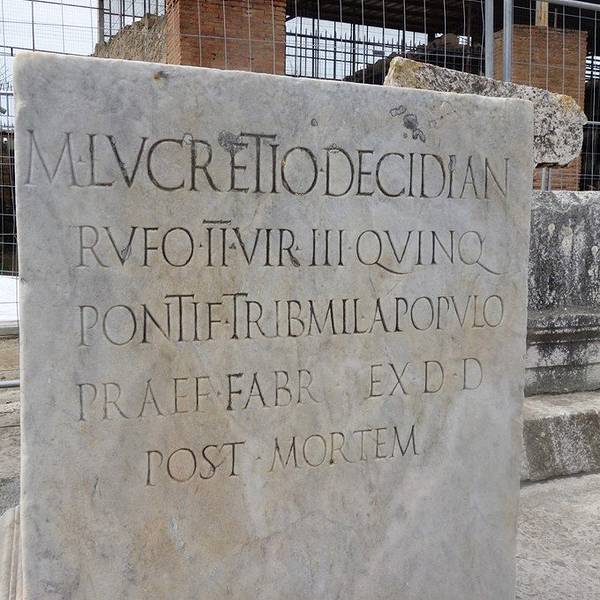 M·LVCRETIO·DECIDIAN
RVFO·II·VIR·III·QVINQ
PONTIF·TRIB·MIL·A·POPVLO
PRAEF·FABR EX·D·D
POST·MORTEM